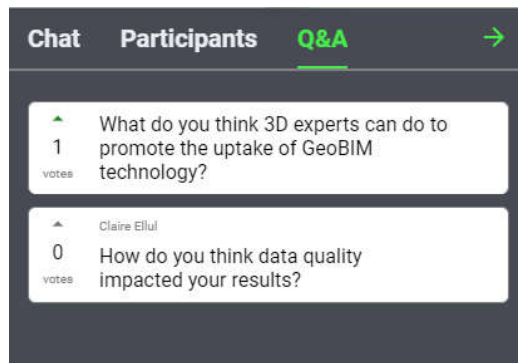 Chat Participants Q&A
What do you think 3D experts can do to
1 promote the uptake of GeoBIM
votes technology?
Claire Ellul
0 How do you think data quality
votes impacted your results?